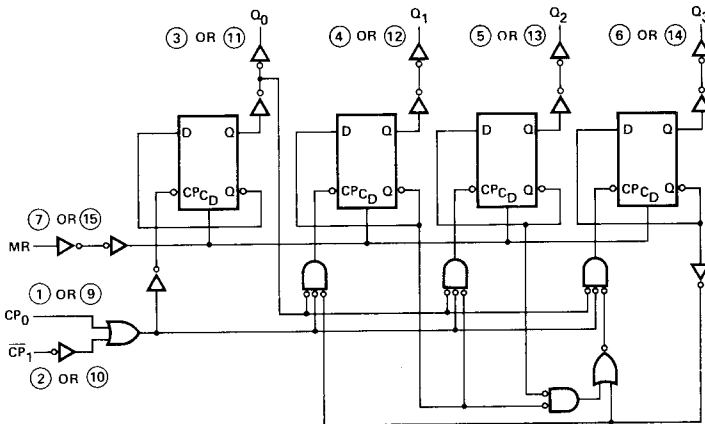 Q0 Q1 Q2 Q3
3 OR 11 4 OR 12 5 OR 13 6 OR 14
D Q D Q D Q D Q
CP CD Q CP CD Q CP CD Q CP CD Q
7 OR 15
MR
1 OR 9
CP0
CP1
2 OR 10